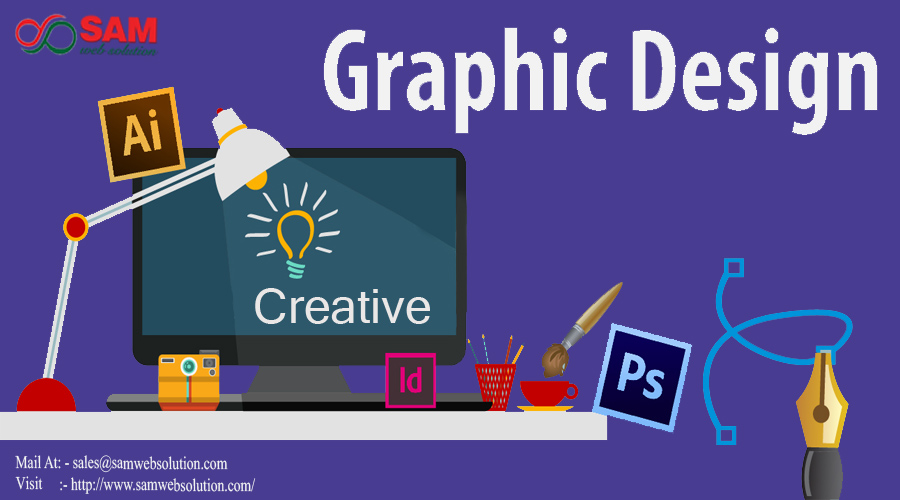 SAM
web solution
Graphic Design
Ai
Creative
Id
Ps
Mail At: - sales@samwebsolution.com
Visit :- http://www.samwebsolution.com/